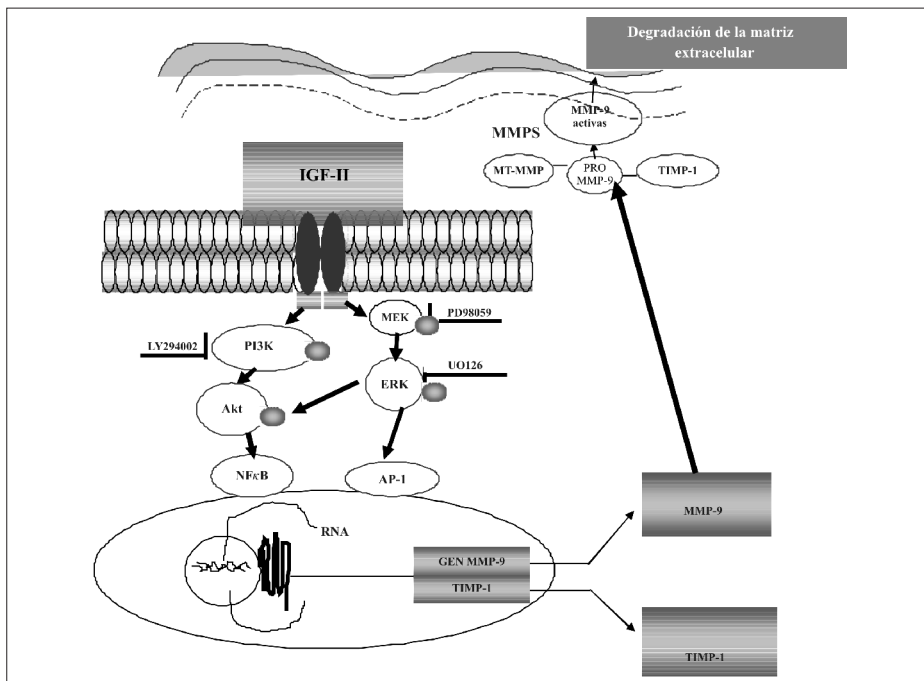 Degradación de la matriz
extracelular
MMP-9
activas
MMPS
MT-MMP
PRO
MMP-9
TIMP-1
IGF-II
MEK
PD98059
LY294002
PI3K
UO126
ERK
Akt
NFκB
AP-1
RNA
GEN MMP-9
TIMP-1
MMP-9
TIMP-1